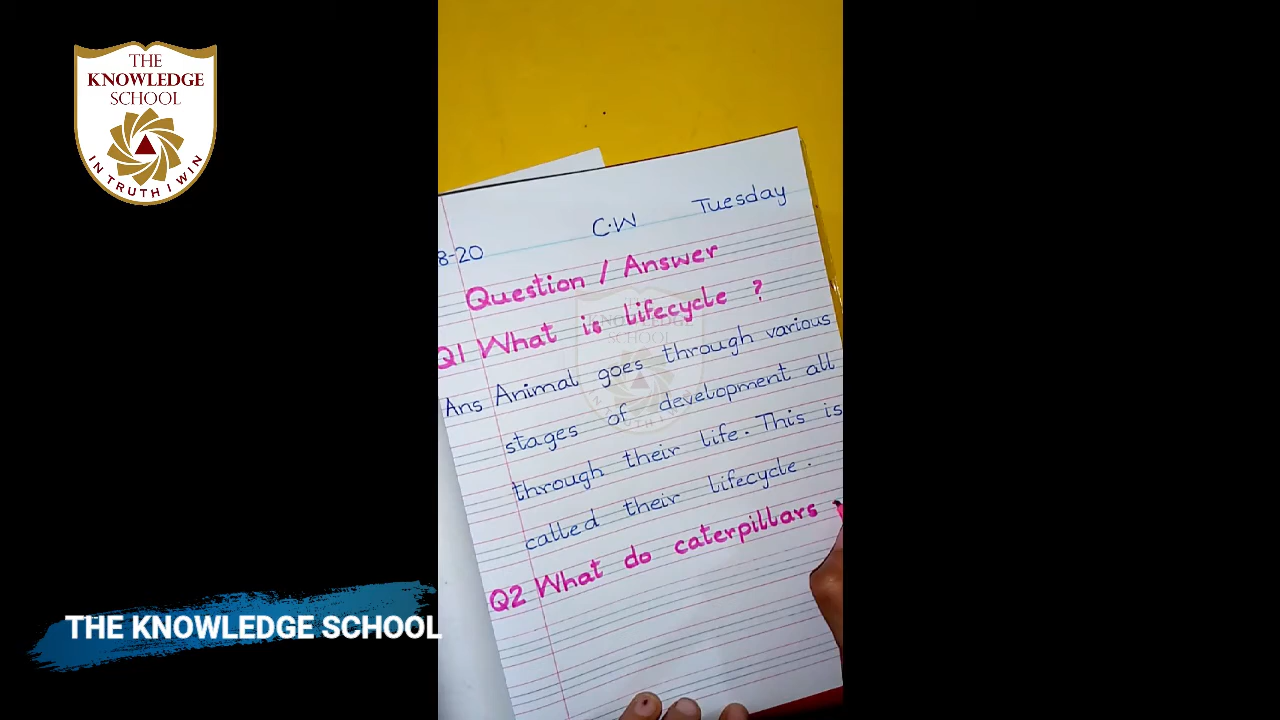 THE
KNOWLEDGE
SCHOOL
IN TRUTH I WIN
8-20 C.W Tuesday
Question / Answer
Q1 What is lifecycle ?
Ans Animal goes through various
stages of development all
through their life. This is
called their lifecycle.
Q2 What do caterpillars
KNOWLEDGE
SCHOOL
THE KNOWLEDGE SCHOOL